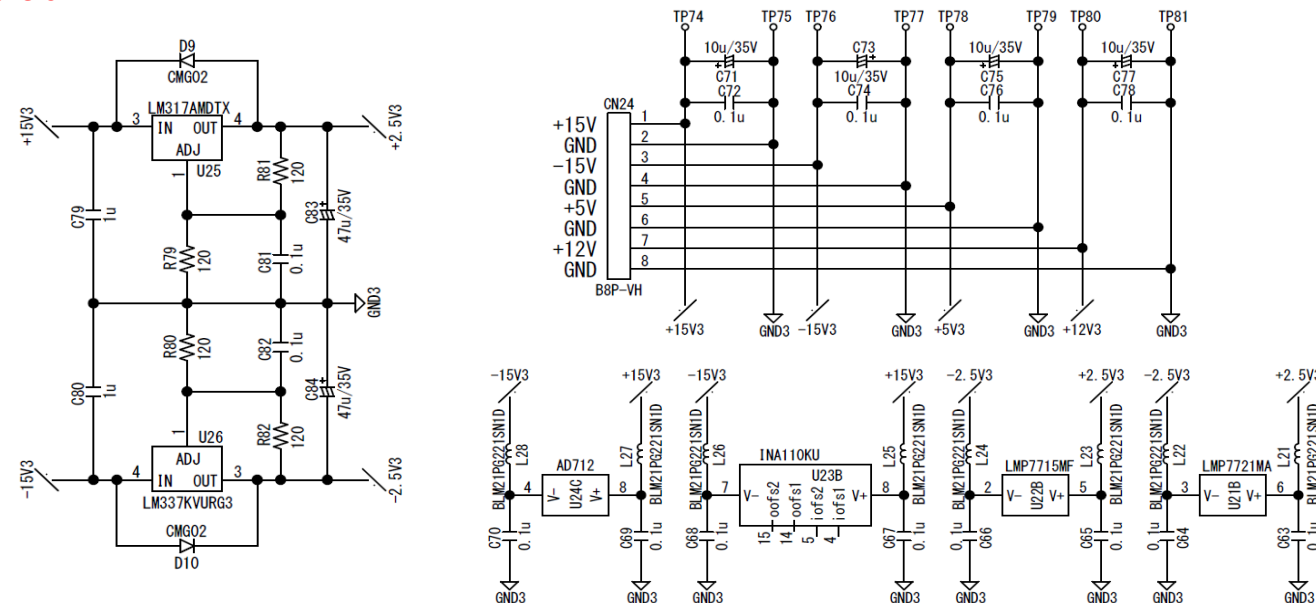 D9
CMG02
LM317AMDTX
3 IN OUT 4
ADJ
1 U25
+15V3
+2.5V3
R81 120
C79 1u
C83 + 47u/35V
R79 120
C81 0.1u
GND3
R80 120
C82 0.1u
C80 1u
C84 + 47u/35V
R82 120
1 U26
ADJ
4 IN OUT 3
LM337KVURG3
-15V3
-2.5V3
CMG02
D10
TP74 TP75 TP76 TP77 TP78 TP79 TP80 TP81
10u/35V C73 10u/35V 10u/35V
+ + + +
C71 10u/35V C75 C77
C72 C74 C76 C78
0.1u 0.1u 0.1u 0.1u
CN24
+15V 1
GND 2
-15V 3
GND 4
+5V 5
GND 6
+12V 7
GND 8
B8P-VH
+15V3 GND3 -15V3 GND3 +5V3 GND3 +12V3 GND3
-15V3 +15V3 -15V3 +15V3 -2.5V3 +2.5V3 -2.5V3 +2.5V3
BLM21PG221SN1D L28
BLM21PG221SN1D L27
BLM21PG221SN1D L26
BLM21PG221SN1D L25
BLM21PG221SN1D L24
BLM21PG221SN1D L23
BLM21PG221SN1D L22
BLM21PG221SN1D L21
AD712
4 V- U24C V+ 8
INA110KU
U23B
7 V- oofs2 oofs1 iofs2 iofs1 V+ 8
15 14 5 4
LMP7715MF
2 V- U22B V+ 5
LMP7721MA
3 V- U21B V+ 6
C70 0.1u
C69 0.1u
C68 0.1u
C67 0.1u
0.1u C66
C65 0.1u
0.1u C64
C63 0.1u
GND3 GND3 GND3 GND3 GND3 GND3 GND3 GND3